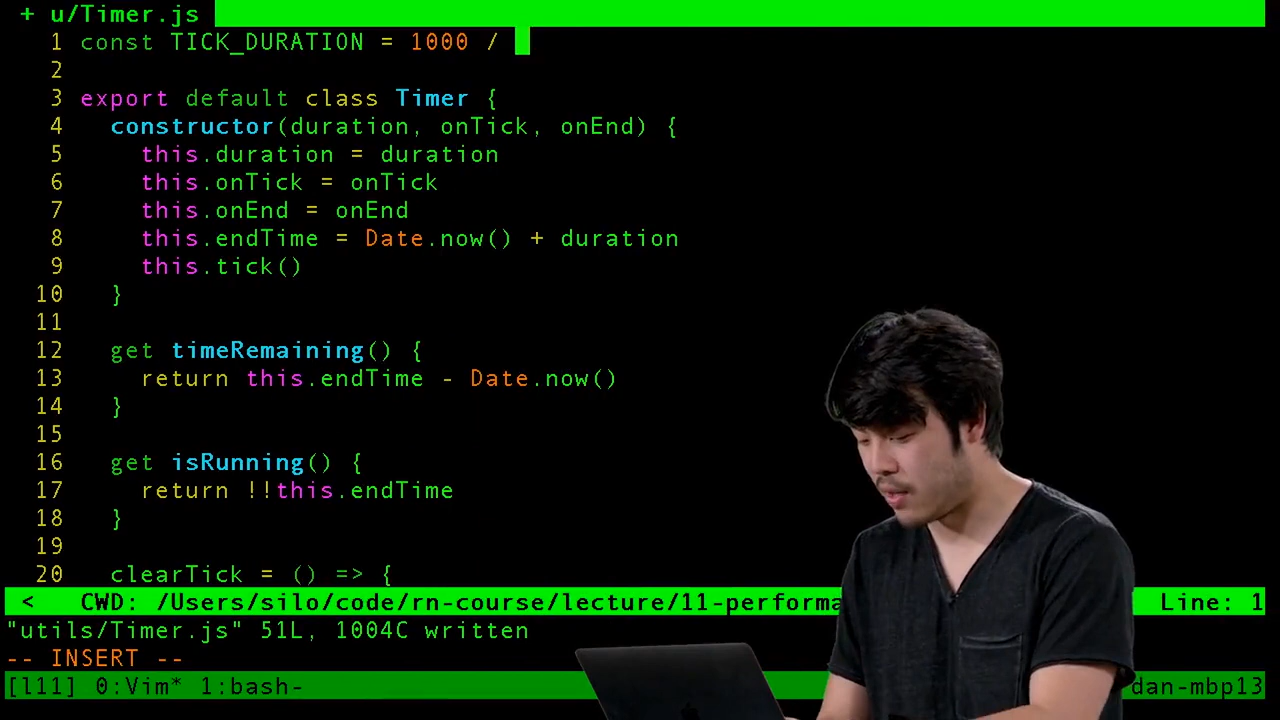 + u/Timer.js
1 const TICK_DURATION = 1000 /
2
3 export default class Timer {
4   constructor(duration, onTick, onEnd) {
5     this.duration = duration
6     this.onTick = onTick
7     this.onEnd = onEnd
8     this.endTime = Date.now() + duration
9     this.tick()
10   }
11
12   get timeRemaining() {
13     return this.endTime - Date.now()
14   }
15
16   get isRunning() {
17     return !!this.endTime
18   }
19
20   clearTick = () => {
<   CWD: /Users/silo/code/rn-course/lecture/11-performa Line: 1
"utils/Timer.js" 51L, 1004C written
-- INSERT --
[l11] 0:Vim* 1:bash- dan-mbp13